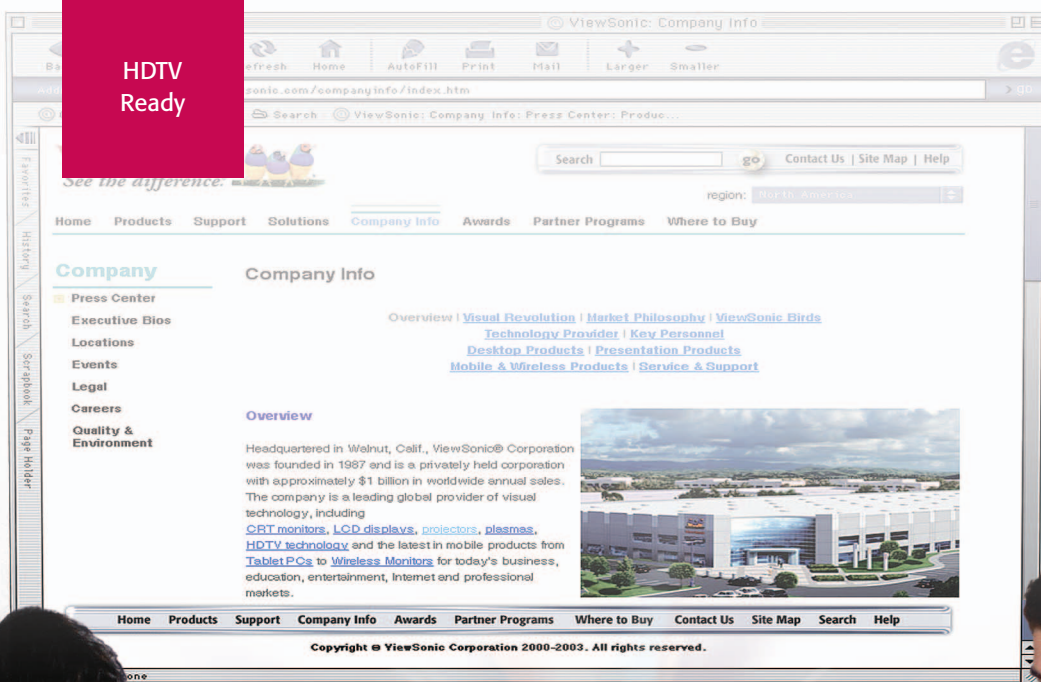 ViewSonic: Company Info
HDTV
Ready
Refresh Home AutoFill Print Mail Larger Smaller
sonic.com/companyinfo/index.htm
go
Search ViewSonic: Company Info: Press Center: Produc...
See the difference.
Search go Contact Us | Site Map | Help
region: North America
Home Products Support Solutions Company Info Awards Partner Programs Where to Buy
Favorites
History
Search
Scrapbook
Page Holder
Company
Press Center
Executive Bios
Locations
Events
Legal
Careers
Quality &
Environment
Company Info
Overview | Visual Revolution | Market Philosophy | ViewSonic Birds
Technology Provider | Key Personnel
Desktop Products | Presentation Products
Mobile & Wireless Products | Service & Support
Overview
Headquartered in Walnut, Calif., ViewSonic® Corporation
was founded in 1987 and is a privately held corporation
with approximately $1 billion in worldwide annual sales.
The company is a leading global provider of visual
technology, including
CRT monitors, LCD displays, projectors, plasmas,
HDTV technology and the latest in mobile products from
Tablet PCs to Wireless Monitors for today's business,
education, entertainment, Internet and professional
markets.
Home Products Support Company Info Awards Partner Programs Where to Buy Contact Us Site Map Search Help
Copyright © ViewSonic Corporation 2000-2003. All rights reserved.
one